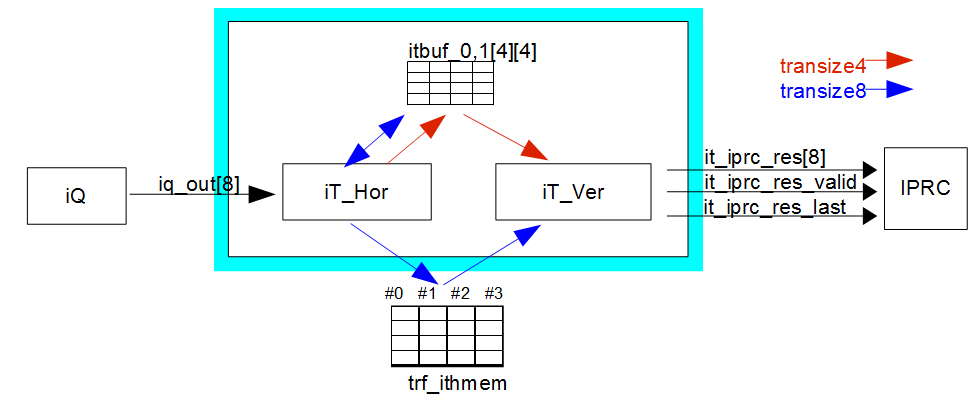 itbuf_0,1[4][4]
transize4
transize8
iQ
iq_out[8]
iT_Hor
iT_Ver
it_iprc_res[8]
it_iprc_res_valid
it_iprc_res_last
IPRC
#0 #1 #2 #3
trf_ithmem